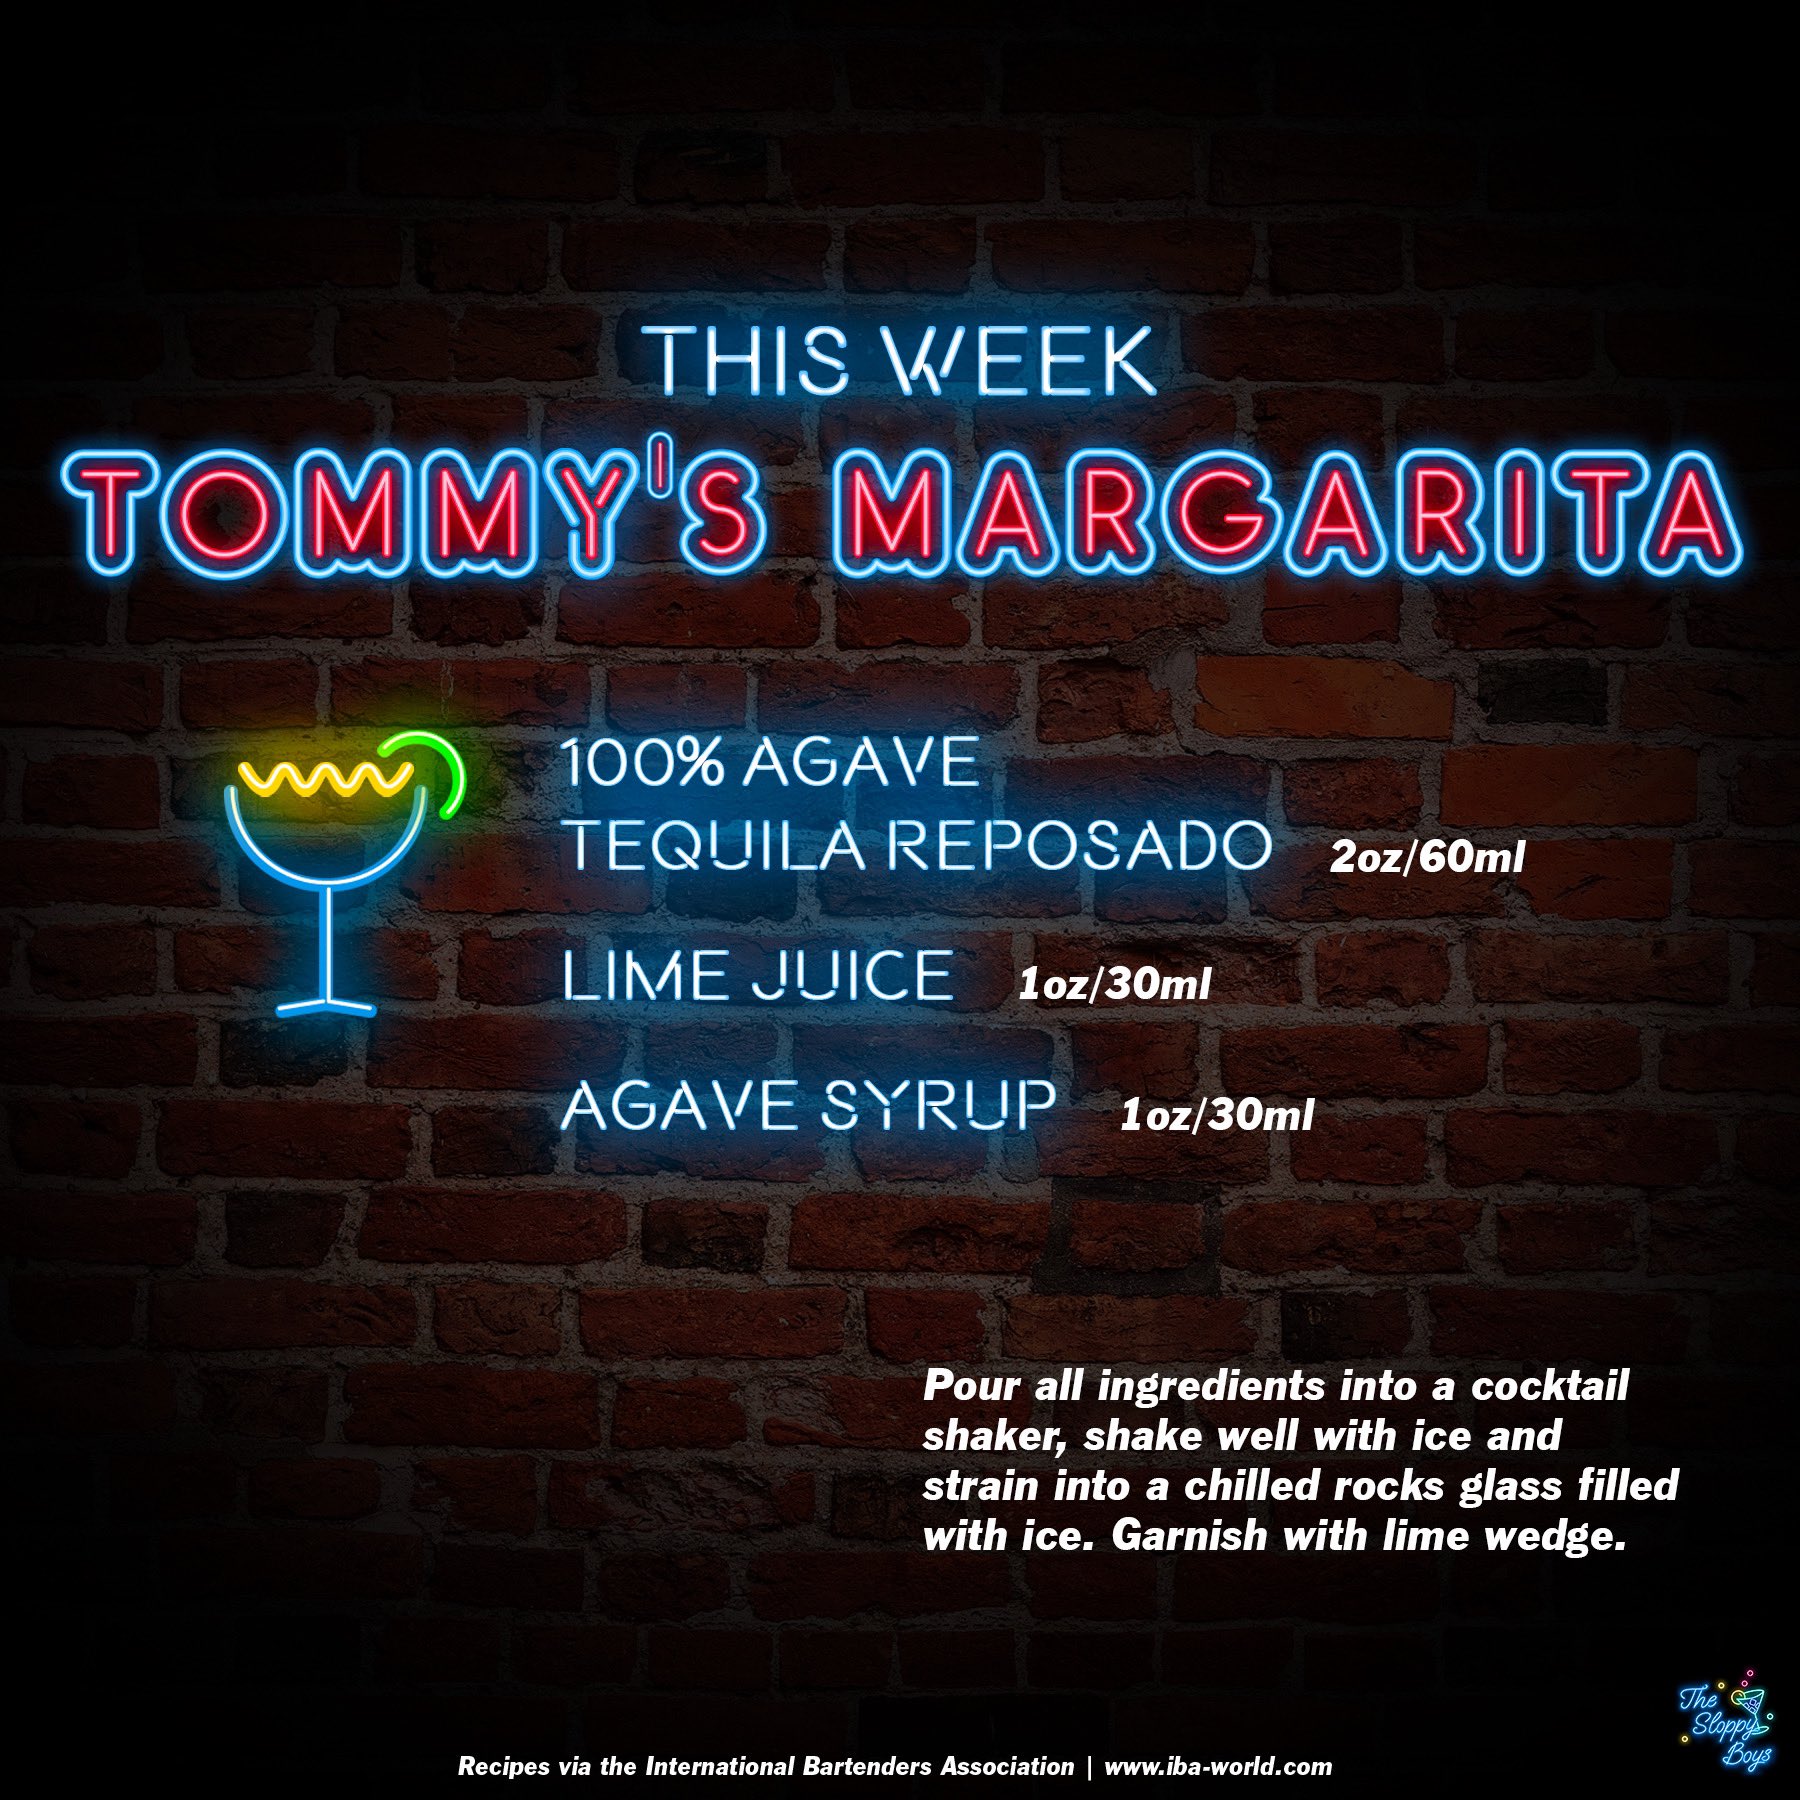 THIS WEEK
TOMMY'S MARGARITA
100% AGAVE
TEQUILA REPOSADO 2oz/60ml
LIME JUICE 1oz/30ml
AGAVE SYRUP 1oz/30ml
Pour all ingredients into a cocktail
shaker, shake well with ice and
strain into a chilled rocks glass filled
with ice. Garnish with lime wedge.
The
Sloppy
Boys
Recipes via the International Bartenders Association | www.iba-world.com